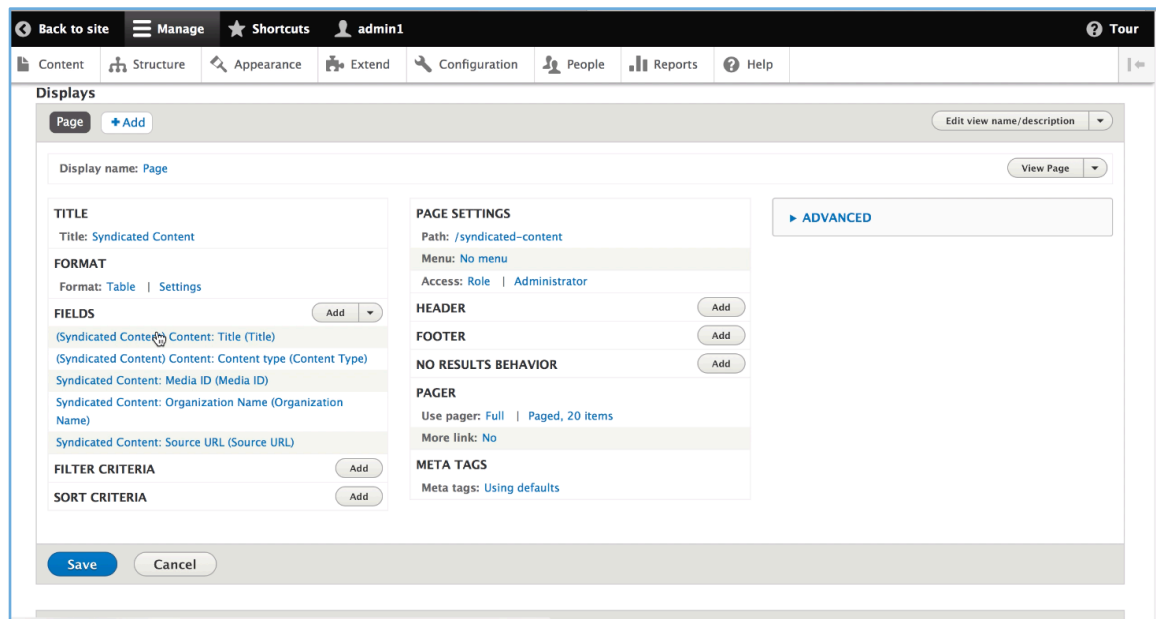 Back to site Manage Shortcuts admin1 Tour
Content Structure Appearance Extend Configuration People Reports Help
Displays
Page + Add Edit view name/description
Display name: Page View Page
TITLE
Title: Syndicated Content
FORMAT
Format: Table | Settings
FIELDS Add
(Syndicated Content) Content: Title (Title)
(Syndicated Content) Content: Content type (Content Type)
Syndicated Content: Media ID (Media ID)
Syndicated Content: Organization Name (Organization
Name)
Syndicated Content: Source URL (Source URL)
FILTER CRITERIA Add
SORT CRITERIA Add
PAGE SETTINGS
Path: /syndicated-content
Menu: No menu
Access: Role | Administrator
HEADER Add
FOOTER Add
NO RESULTS BEHAVIOR Add
PAGER
Use pager: Full | Paged, 20 items
More link: No
META TAGS
Meta tags: Using defaults
ADVANCED
Save Cancel